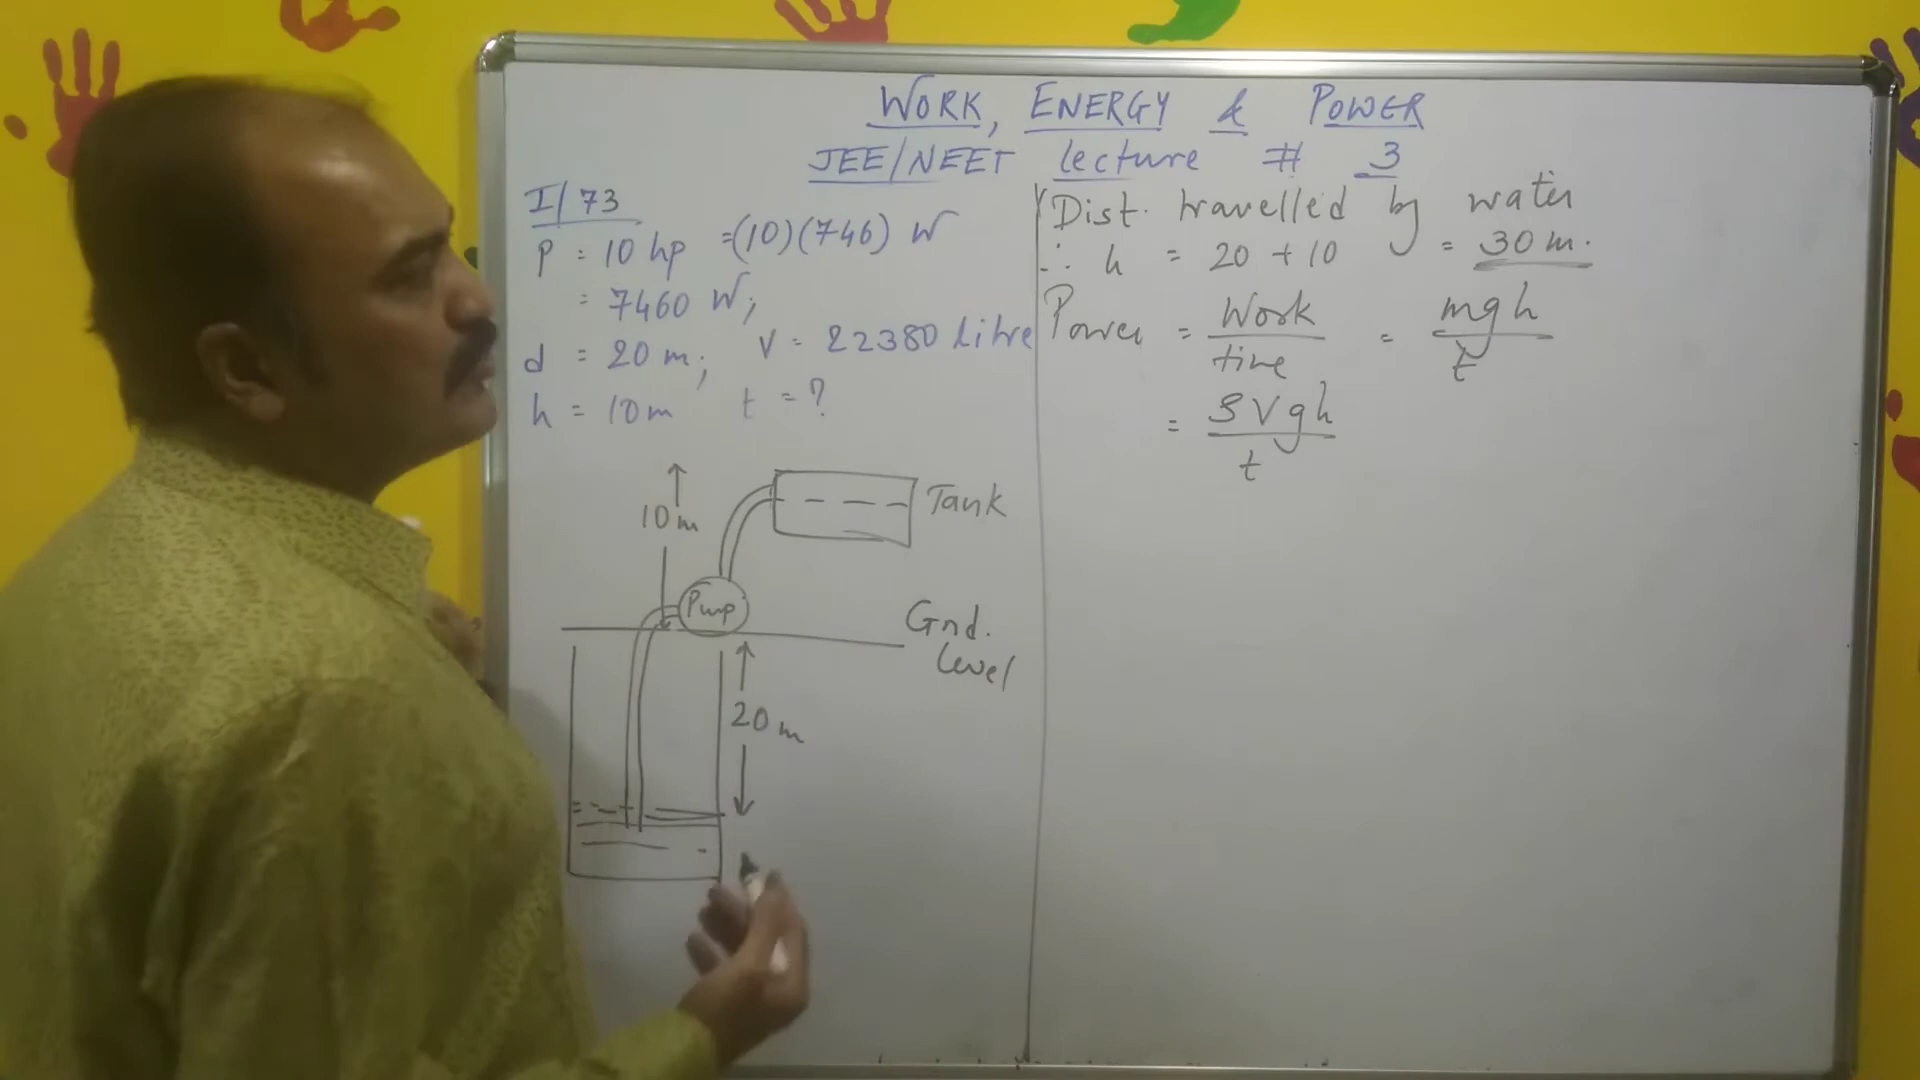 WORK, ENERGY & POWER
JEE/NEET lecture # 3
I/73
P = 10 hp = (10)(746) W
= 7460 W;
d = 20 m; V = 22380 Litre
h = 10 m t = ?
10 m
Tank
Pump
Gnd.
Level
20 m
Dist. travelled by water
∴ h = 20 + 10 = 30 m.
Power = Work / time = mgh / t
= ρVgh / t